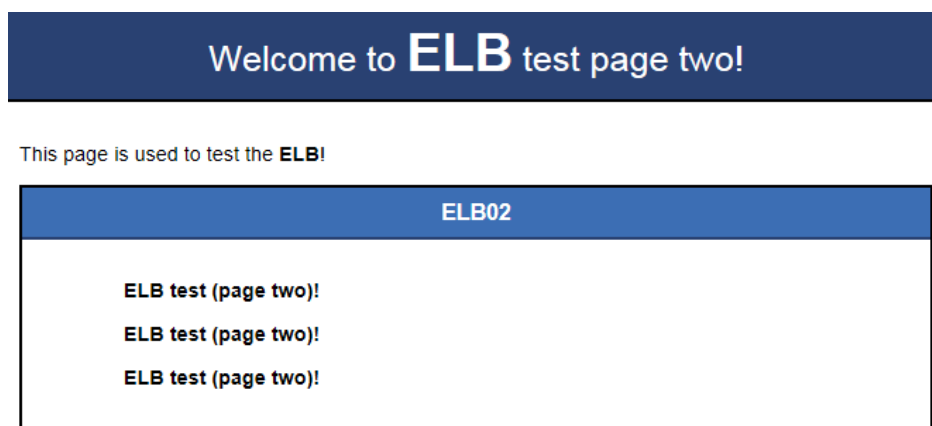 Welcome to ELB test page two!
This page is used to test the ELB!
ELB02
ELB test (page two)!
ELB test (page two)!
ELB test (page two)!